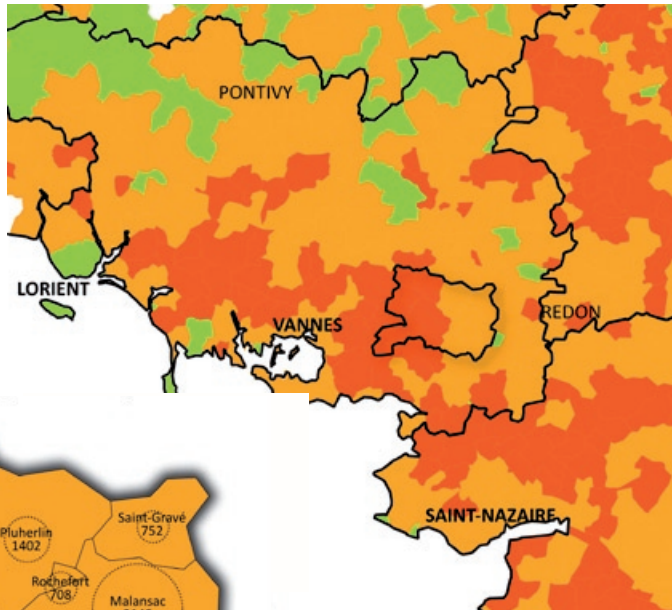 PONTIVY
LORIENT
VANNES
REDON
SAINT-NAZAIRE
Pluherlin
1402
Saint-Gravé
752
Rochefort
708
Malansac